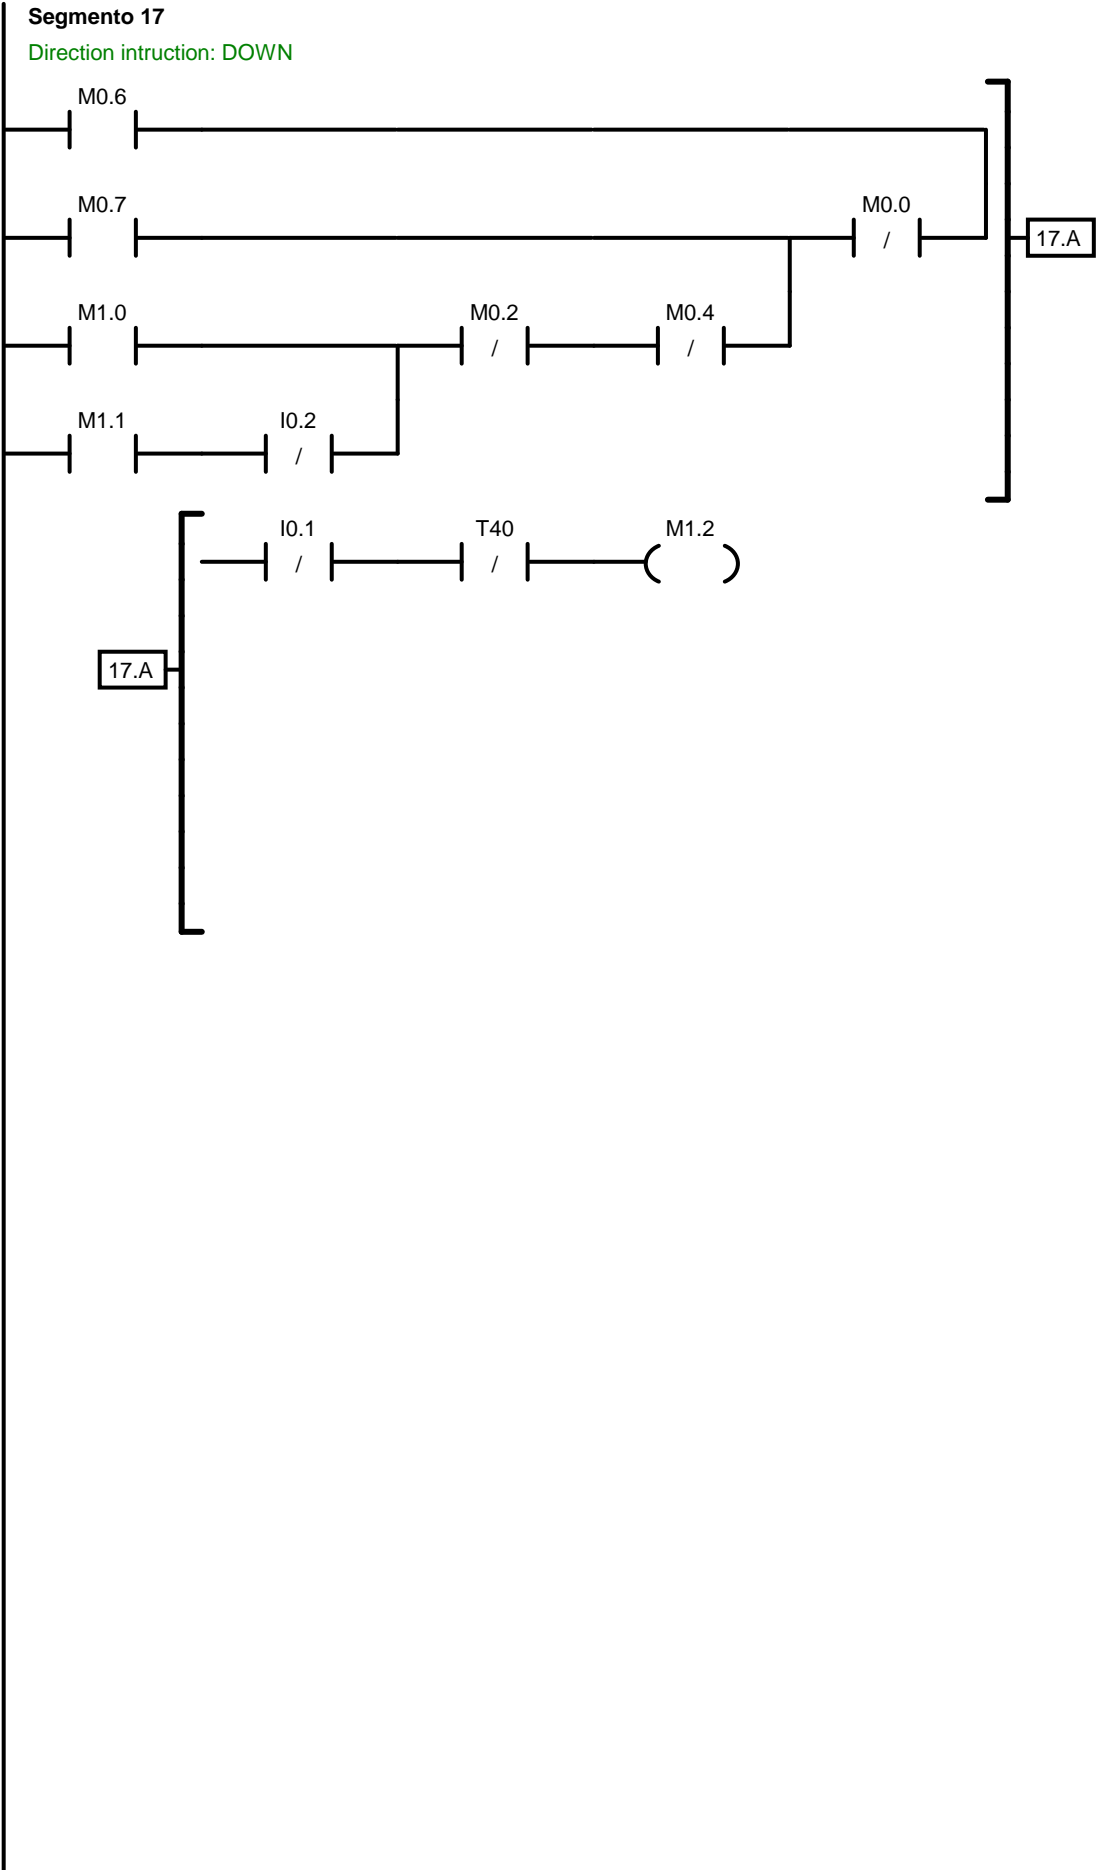 Segmento 17
Direction intruction: DOWN
M0.6
M0.7 M0.0
/ 17.A
M1.0 M0.2 M0.4
/ /
M1.1 I0.2
/
I0.1 T40 M1.2
/ /
17.A